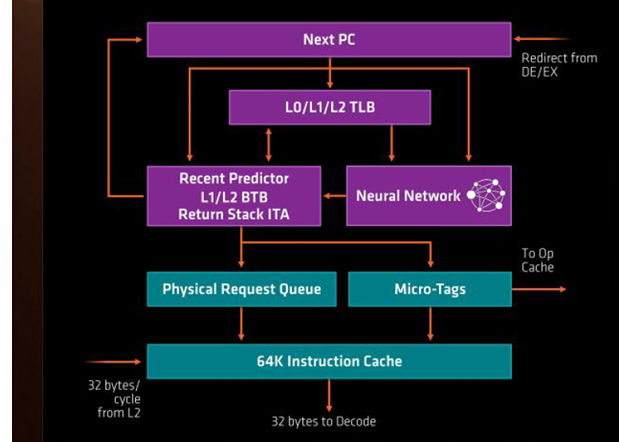 Next PC
Redirect from
DE/EX
L0/L1/L2 TLB
Recent Predictor
L1/L2 BTB
Return Stack ITA
Neural Network
Physical Request Queue
Micro-Tags
To Op
Cache
64K Instruction Cache
32 bytes/
cycle
from L2
32 bytes to Decode